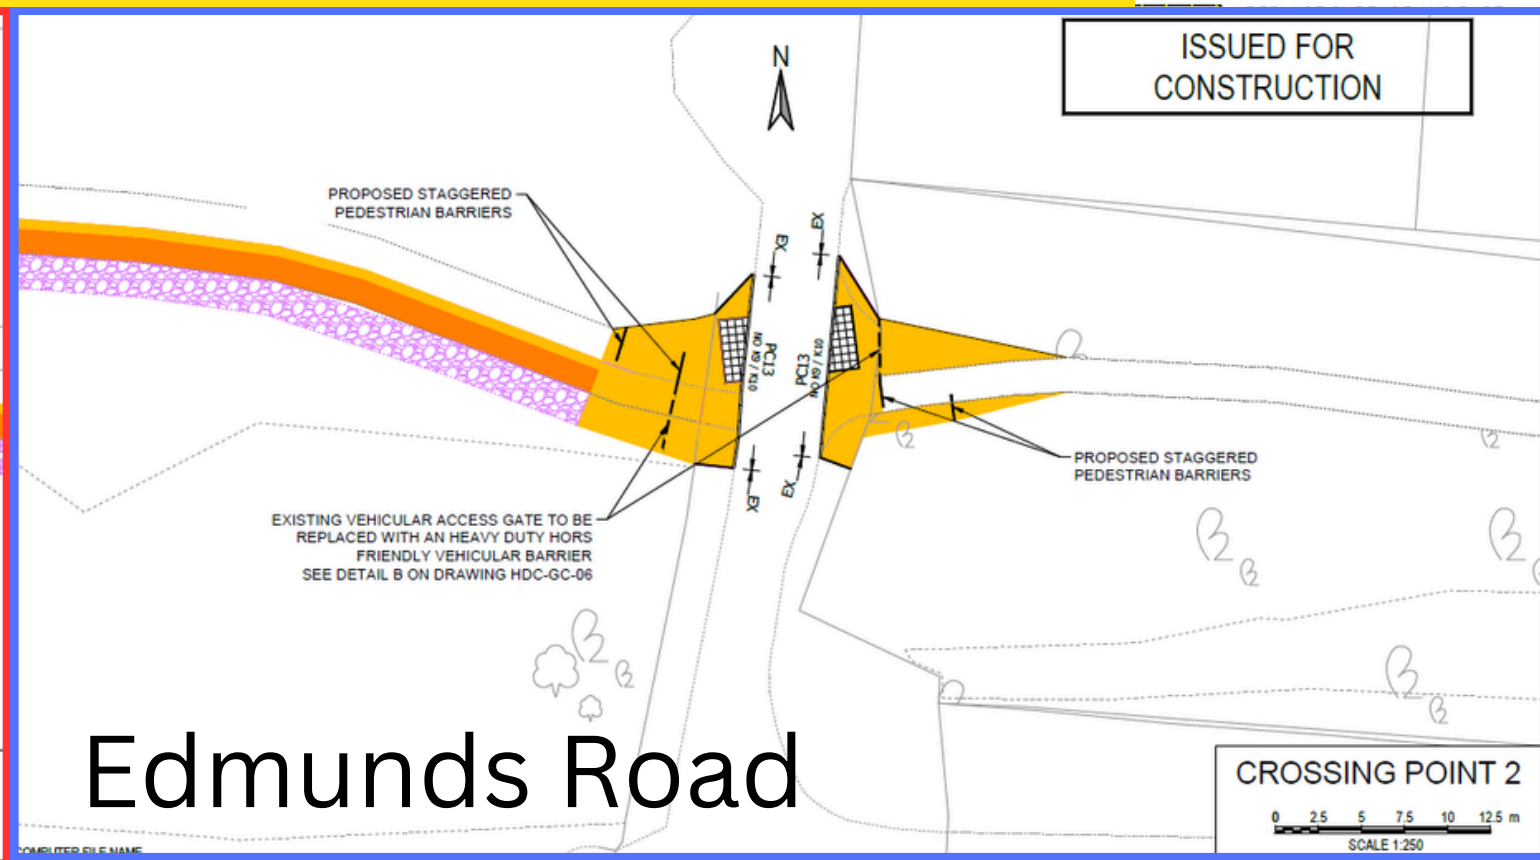 ISSUED FOR
CONSTRUCTION
N
PROPOSED STAGGERED
PEDESTRIAN BARRIERS
EX
EX
PC13
NO K9 / K10
PC13
NO K9 / K10
EX
EX
PROPOSED STAGGERED
PEDESTRIAN BARRIERS
EXISTING VEHICULAR ACCESS GATE TO BE
REPLACED WITH AN HEAVY DUTY HORS
FRIENDLY VEHICULAR BARRIER
SEE DETAIL B ON DRAWING HDC-GC-06
Edmunds Road
CROSSING POINT 2
0 2.5 5 7.5 10 12.5 m
SCALE 1:250
COMPUTER FILE NAME